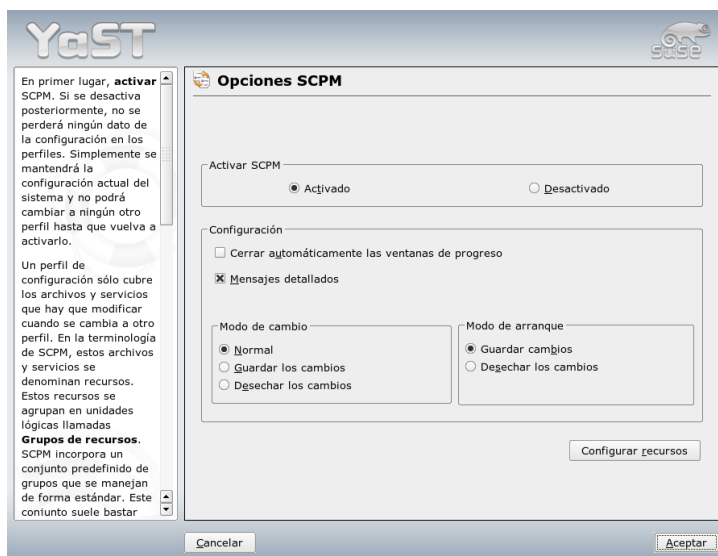 YaST
SUSE
En primer lugar, activar
SCPM. Si se desactiva
posteriormente, no se
perderá ningún dato de
la configuración en los
perfiles. Simplemente se
mantendrá la
configuración actual del
sistema y no podrá
cambiar a ningún otro
perfil hasta que vuelva a
activarlo.
Un perfil de
configuración sólo cubre
los archivos y servicios
que hay que modificar
cuando se cambia a otro
perfil. En la terminología
de SCPM, estos archivos
y servicios se
denominan recursos.
Estos recursos se
agrupan en unidades
lógicas llamadas
Grupos de recursos.
SCPM incorpora un
conjunto predefinido de
grupos que se manejan
de forma estándar. Este
conjunto suele bastar
Opciones SCPM
Activar SCPM
Activado
Desactivado
Configuración
Cerrar automáticamente las ventanas de progreso
Mensajes detallados
Modo de cambio
Normal
Guardar los cambios
Desechar los cambios
Modo de arranque
Guardar cambios
Desechar los cambios
Configurar recursos
Cancelar
Aceptar